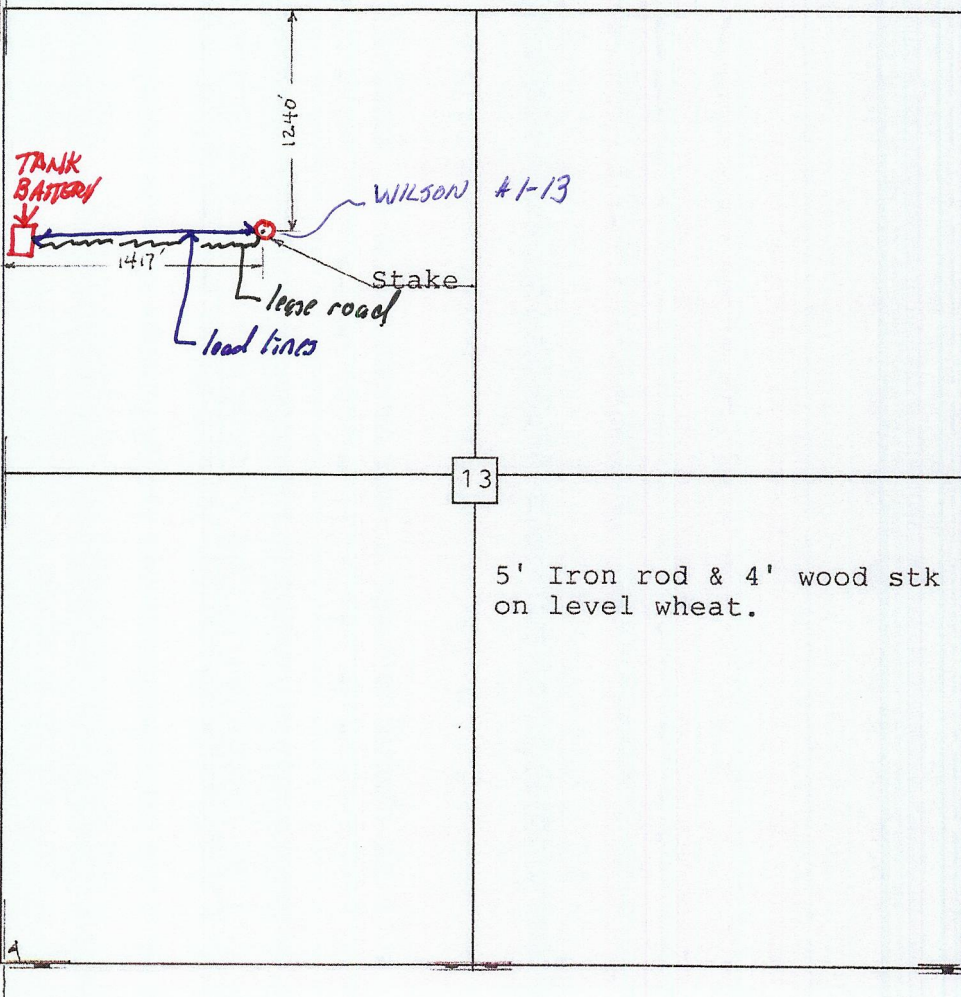 1240'
TANK
BATTERY
WILSON #1-13
1417'
Stake
lease road
lead lines
13
5' Iron rod & 4' wood stk
on level wheat.